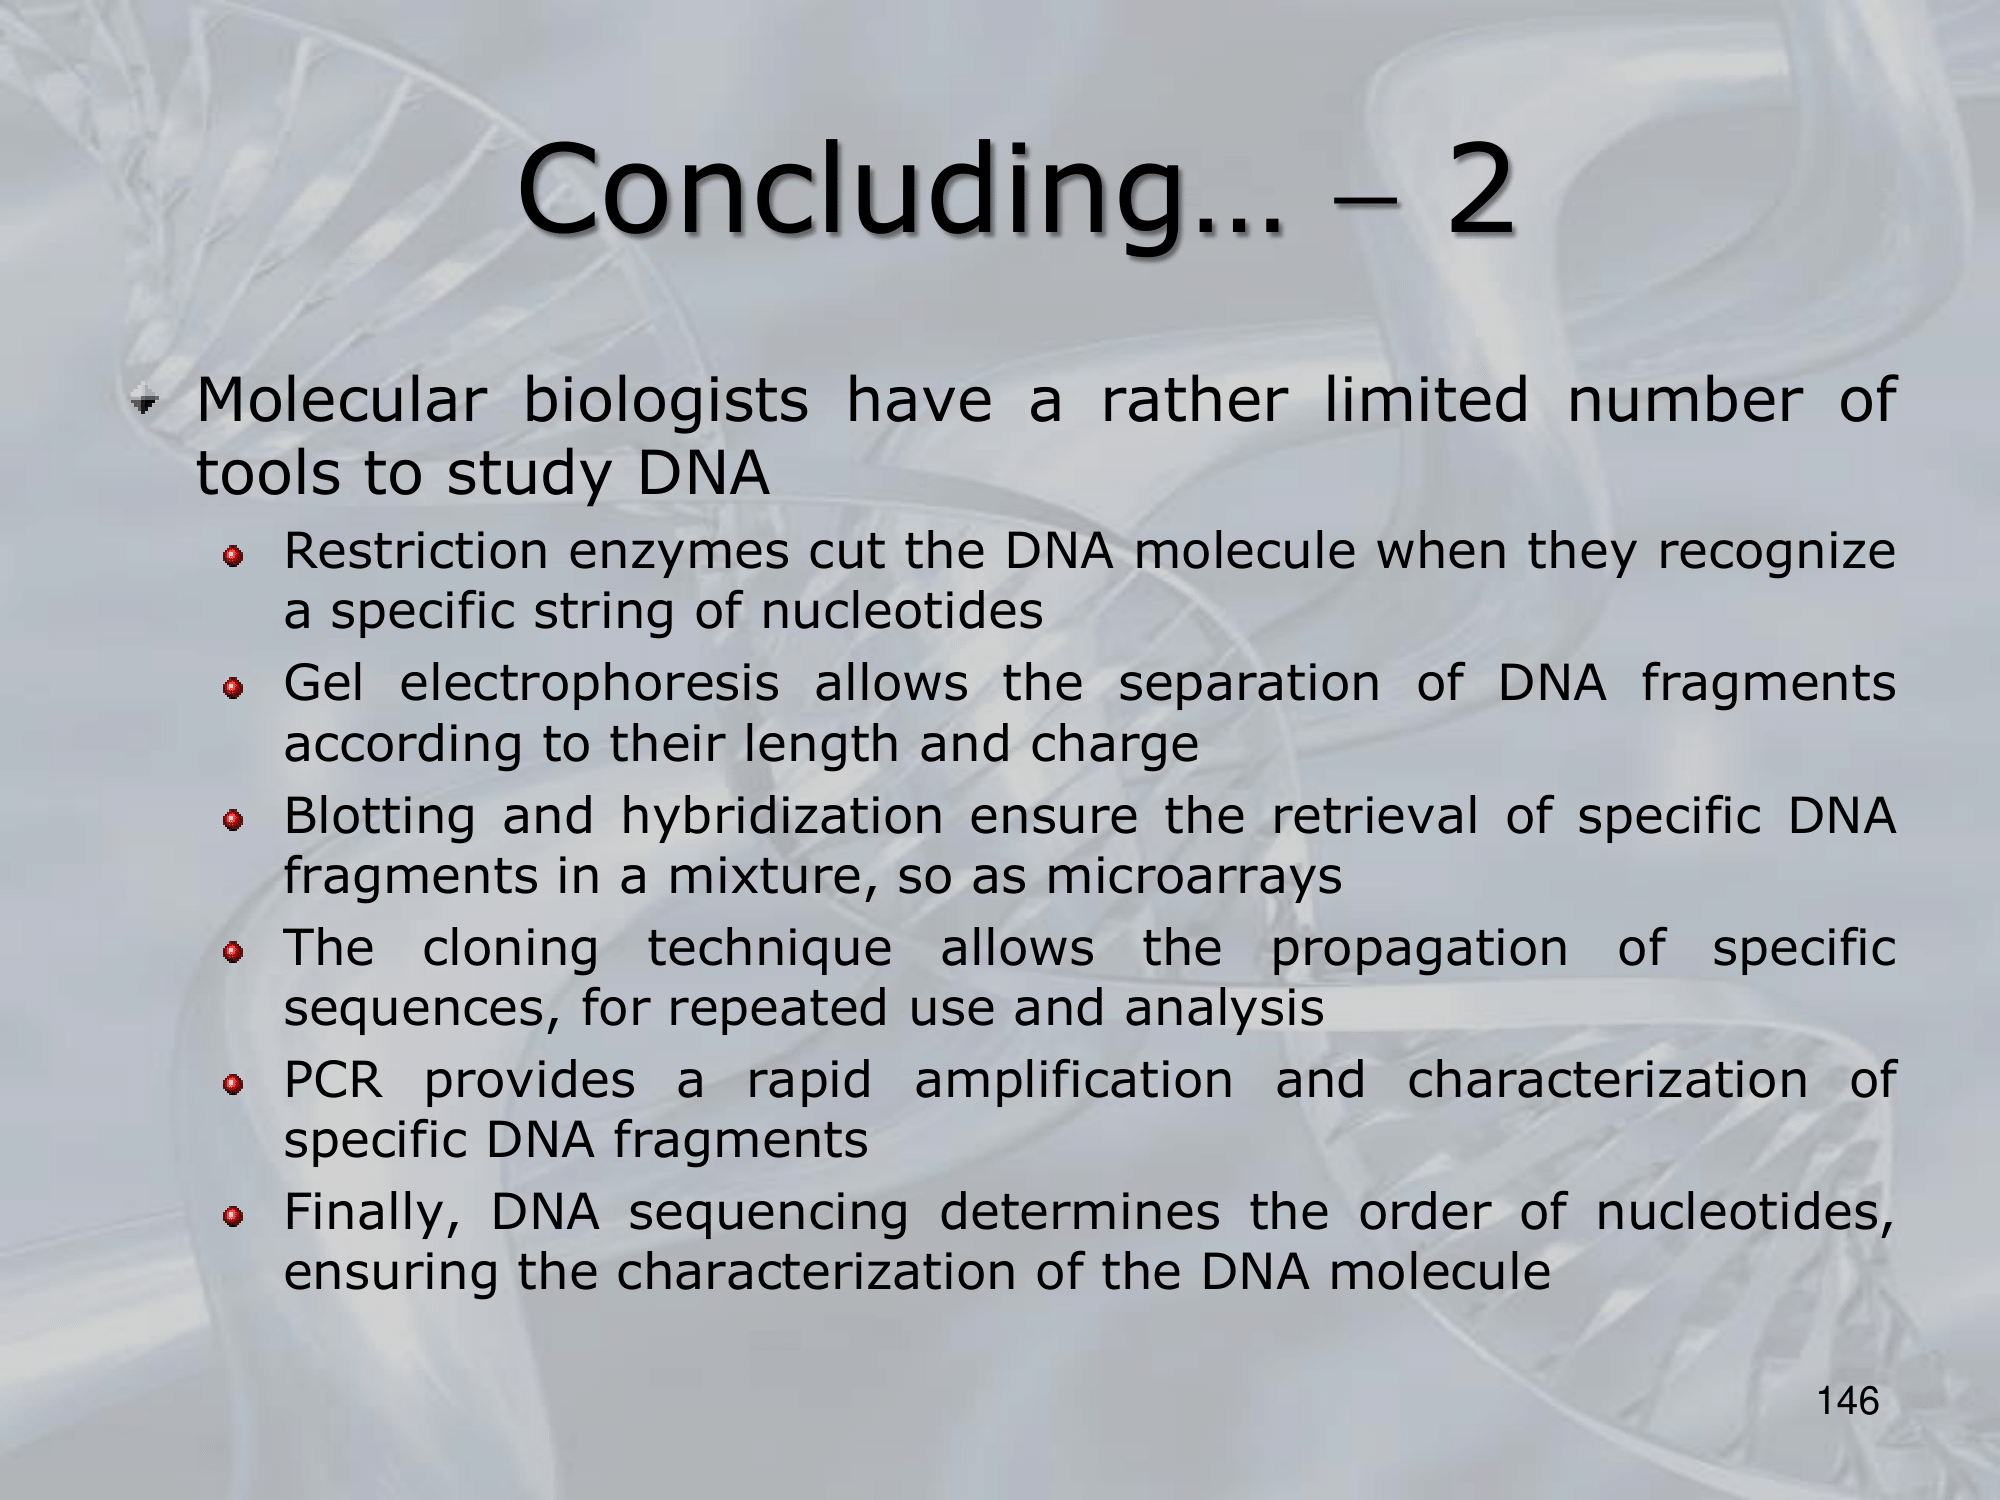 Concluding… – 2
Molecular biologists have a rather limited number of
tools to study DNA
Restriction enzymes cut the DNA molecule when they recognize
a specific string of nucleotides
Gel electrophoresis allows the separation of DNA fragments
according to their length and charge
Blotting and hybridization ensure the retrieval of specific DNA
fragments in a mixture, so as microarrays
The cloning technique allows the propagation of specific
sequences, for repeated use and analysis
PCR provides a rapid amplification and characterization of
specific DNA fragments
Finally, DNA sequencing determines the order of nucleotides,
ensuring the characterization of the DNA molecule
146